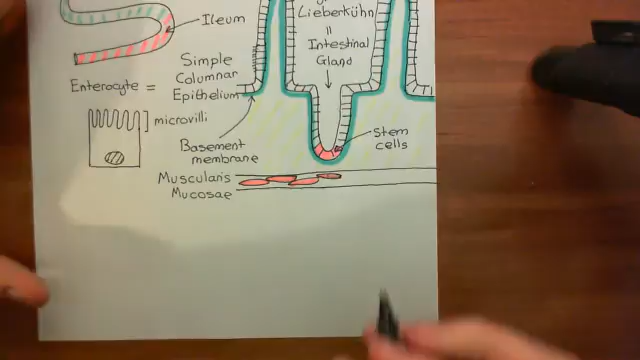 Ileum
Lieberkühn
=
Intestinal
Gland
Simple
Columnar
Enterocyte = Epithelium
microvilli
Basement
membrane
Stem
cells
Muscularis
Mucosae